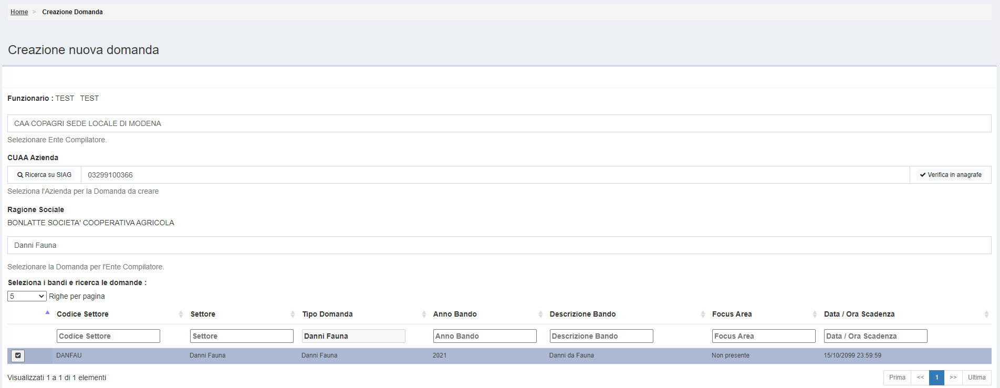 Home > Creazione Domanda
Creazione nuova domanda
Funzionario : TEST TEST
CAA COPAGRI SEDE LOCALE DI MODENA
Selezionare Ente Compilatore.
CUAA Azienda
Ricerca su SIAG 03299100366 Verifica in anagrafe
Seleziona l'Azienda per la Domanda da creare
Ragione Sociale
BONLATTE SOCIETA' COOPERATIVA AGRICOLA
Danni Fauna
Selezionare la Domanda per l'Ente Compilatore.
Seleziona i bandi e ricerca le domande :
5 Righe per pagina
Codice Settore Settore Tipo Domanda Anno Bando Descrizione Bando Focus Area Data / Ora Scadenza
Codice Settore Settore Danni Fauna Anno Bando Descrizione Bando Focus Area Data / Ora Scadenza
DANFAU Danni Fauna Danni Fauna 2021 Danni da Fauna Non presente 15/10/2099 23:59:59
Visualizzati 1 a 1 di 1 elementi Prima << 1 >> Ultima